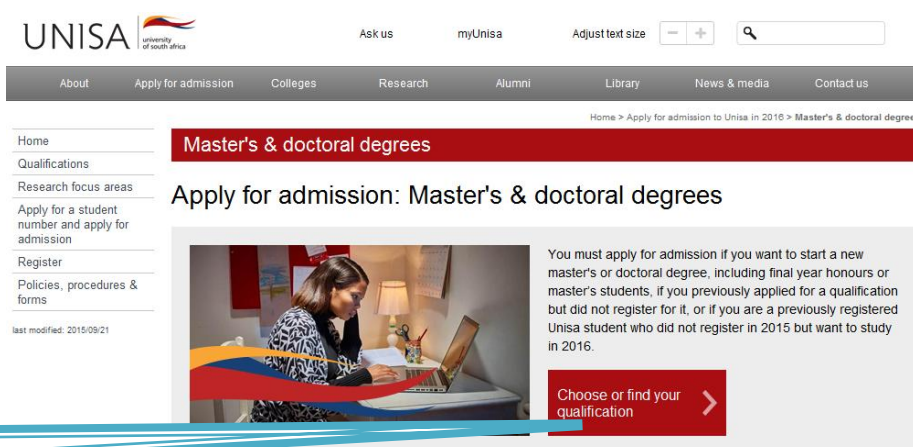 UNISA
university
of south africa
Ask us
myUnisa
Adjust text size
- +
About
Apply for admission
Colleges
Research
Alumni
Library
News & media
Contact us
Home > Apply for admission to Unisa in 2016 > Master's & doctoral degree
Home
Qualifications
Research focus areas
Apply for a student
number and apply for
admission
Register
Policies, procedures &
forms
last modified: 2015/09/21
Master's & doctoral degrees
Apply for admission: Master's & doctoral degrees
You must apply for admission if you want to start a new
master's or doctoral degree, including final year honours or
master's students, if you previously applied for a qualification
but did not register for it, or if you are a previously registered
Unisa student who did not register in 2015 but want to study
in 2016.
Choose or find your
qualification